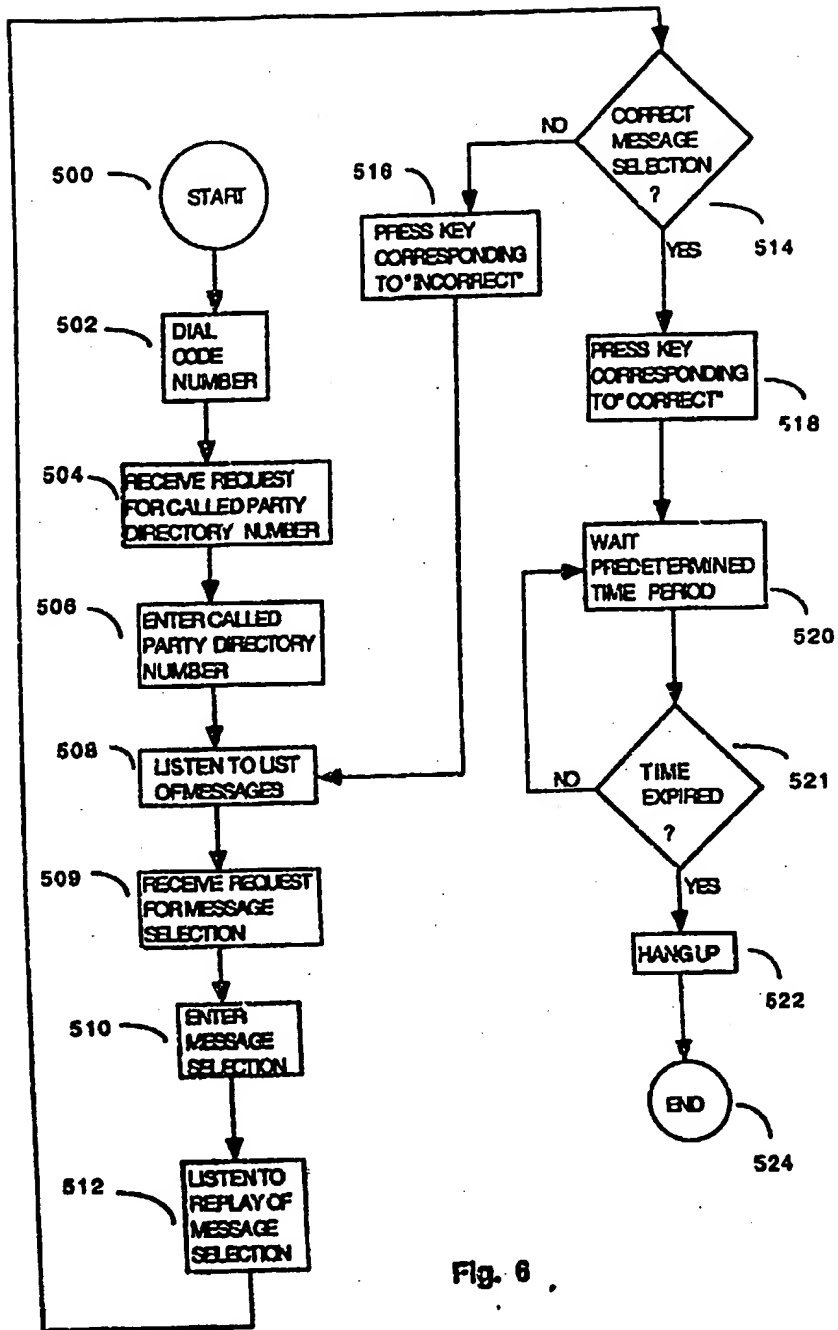 500
START
502
DIAL
CODE
NUMBER
504
RECEIVE REQUEST
FOR CALLED PARTY
DIRECTORY NUMBER
506
ENTER CALLED
PARTY DIRECTORY
NUMBER
508
LISTEN TO LIST
OF MESSAGES
509
RECEIVE REQUEST
FOR MESSAGE
SELECTION
510
ENTER
MESSAGE
SELECTION
512
LISTEN TO
REPLAY OF
MESSAGE
SELECTION
516
PRESS KEY
CORRESPONDING
TO "INCORRECT"
NO
CORRECT
MESSAGE
SELECTION
?
514
YES
PRESS KEY
CORRESPONDING
TO "CORRECT"
518
WAIT
PREDETERMINED
TIME PERIOD
520
NO
TIME
EXPIRED
?
521
YES
HANG UP
522
END
524
Fig. 6